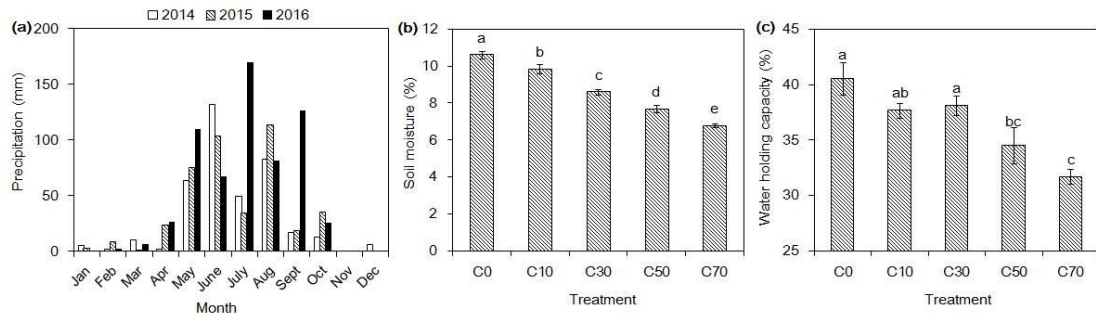 2014 2015 2016
(a)
200
150
100
50
0
Precipitation (mm)
Jan Feb Mar Apr May June July Aug Sept Oct Nov Dec
Month
(b)
12
10
8
6
4
2
0
Soil moisture (%)
a
b
c
d
e
C0 C10 C30 C50 C70
Treatment
(c)
40
35
30
25
Water holding capacity (%)
a
ab
a
bc
c
C0 C10 C30 C50 C70
Treatment